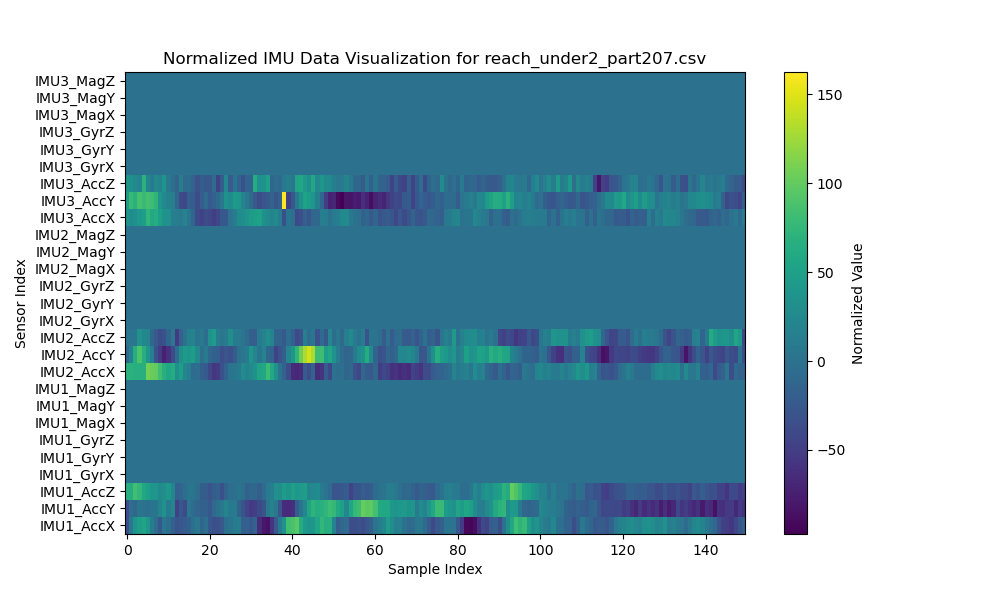 Normalized IMU Data Visualization for reach_under2_part207.csv
IMU3_MagZ
IMU3_MagY
IMU3_MagX
IMU3_GyrZ
IMU3_GyrY
IMU3_GyrX
IMU3_AccZ
IMU3_AccY
IMU3_AccX
IMU2_MagZ
IMU2_MagY
IMU2_MagX
IMU2_GyrZ
IMU2_GyrY
IMU2_GyrX
IMU2_AccZ
IMU2_AccY
IMU2_AccX
IMU1_MagZ
IMU1_MagY
IMU1_MagX
IMU1_GyrZ
IMU1_GyrY
IMU1_GyrX
IMU1_AccZ
IMU1_AccY
IMU1_AccX
Sensor Index
0 20 40 60 80 100 120 140
Sample Index
150
100
50
0
−50
Normalized Value